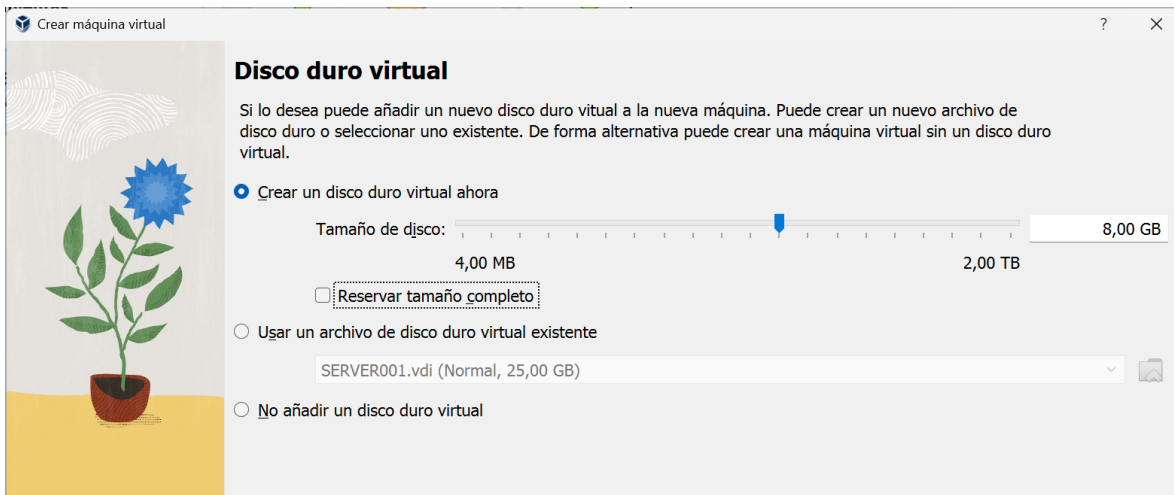 Crear máquina virtual
?
Disco duro virtual
Si lo desea puede añadir un nuevo disco duro vitual a la nueva máquina. Puede crear un nuevo archivo de
disco duro o seleccionar uno existente. De forma alternativa puede crear una máquina virtual sin un disco duro
virtual.
Crear un disco duro virtual ahora
Tamaño de disco:
8,00 GB
4,00 MB
2,00 TB
Reservar tamaño completo
Usar un archivo de disco duro virtual existente
SERVER001.vdi (Normal, 25,00 GB)
No añadir un disco duro virtual